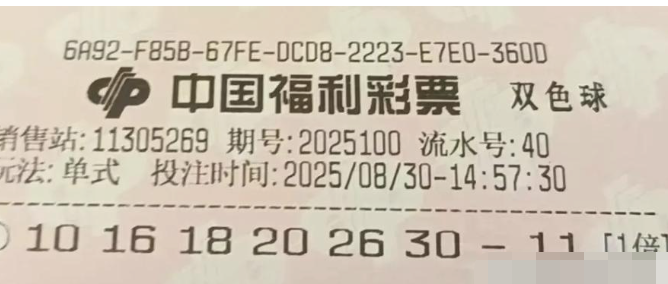 6A92-F85B-67FE-DCD8-2223-E7E0-360D
中国福利彩票 双色球
销售站:11305269 期号:2025100 流水号:40
玩法:单式 投注时间:2025/08/30-14:57:30
10 16 18 20 26 30 - 11 [1倍]